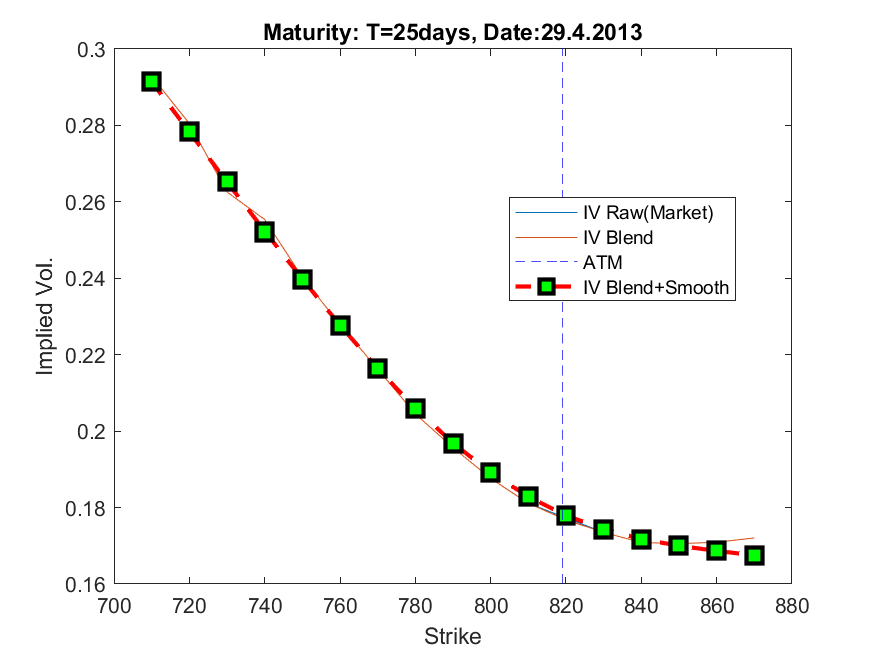 Maturity: T=25days, Date:29.4.2013
0.3
0.28
0.26
0.24
0.22
0.2
0.18
0.16
Implied Vol.
IV Raw(Market)
IV Blend
ATM
IV Blend+Smooth
700 720 740 760 780 800 820 840 860 880
Strike